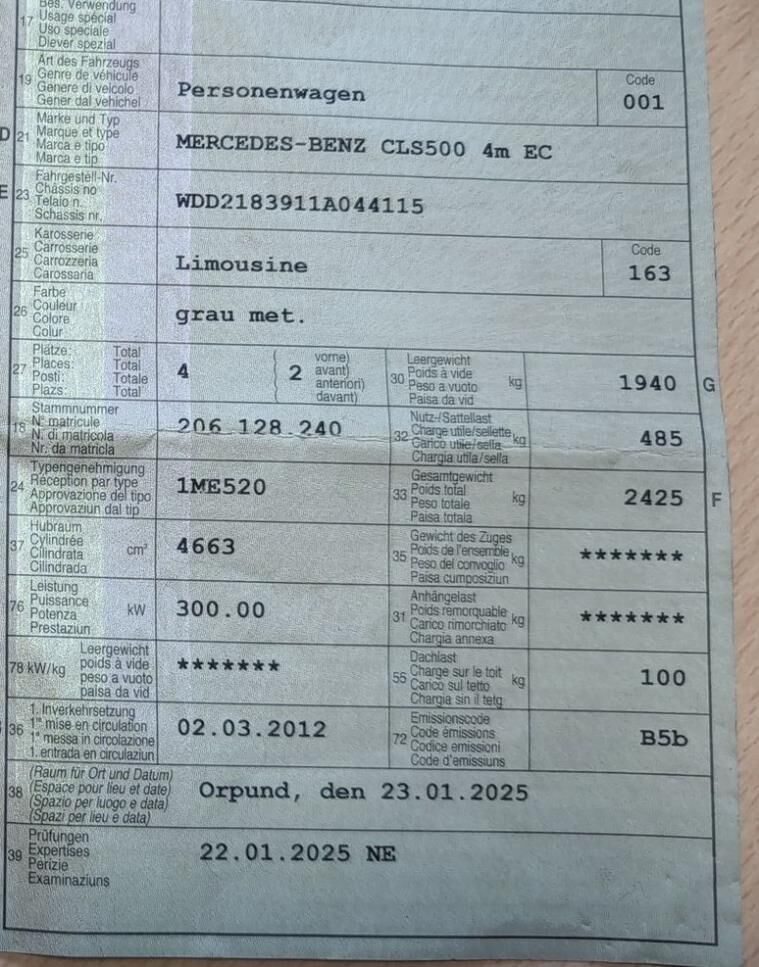 Bes. Verwendung
17 Usage spécial
Uso speciale
Diever spezial
Art des Fahrzeugs
19 Genre de véhicule
Genere di veicolo
Gener dal vehichel
Personenwagen
Code
001
Marke und Typ
D 21 Marque et type
Marca e tipo
Marca e tip
MERCEDES-BENZ CLS500 4m EC
Fahrgestell-Nr.
E 23 Châssis no
Telaio n.
Schassis nr.
WDD2183911A044115
Karosserie
25 Carrosserie
Carrozzeria
Carossaria
Limousine
Code
163
Farbe
26 Couleur
Colore
Colur
grau met.
Plätze: Total
27 Places: Total
Posti: Totale
Plazs: Total
4
2
vorne)
avant)
anteriori)
davant)
Leergewicht
30 Poids à vide kg
Peso a vuoto
Paisa da vid
1940 G
Stammnummer
18 N° matricule
N. di matricola
Nr. da matricla
206.128.240
Nutz-/Sattellast
32 Charge utile/sellette kg
Carico utile/sella
Chargia utila/sella
485
Typengenehmigung
24 Réception par type
Approvazione del tipo
Approvaziun dal tip
1ME520
Gesamtgewicht
33 Poids total kg
Peso totale
Paisa totala
2425 F
Hubraum
37 Cylindrée cm³
Cilindrata
Cilindrada
4663
Gewicht des Zuges
35 Poids de l'ensemble kg
Peso del convoglio
Paisa cumposiziun
*******
Leistung
76 Puissance kW
Potenza
Prestaziun
300.00
Anhängelast
31 Poids remorquable kg
Carico rimorchiato
Chargia annexa
*******
Leergewicht
78 kW/kg poids à vide
peso a vuoto
paisa da vid
*******
Dachlast
55 Charge sur le toit kg
Carico sul tetto
Chargia sin il tetg
100
1. Inverkehrsetzung
36 1re mise en circulation
1a messa in circolazione
1. entrada en circulaziun
02.03.2012
Emissionscode
72 Code émissions
Codice emissioni
Code d'emissiuns
B5b
(Raum für Ort und Datum)
38 (Espace pour lieu et date)
(Spazio per luogo e data)
(Spazi per lieu e data)
Orpund, den 23.01.2025
Prüfungen
39 Expertises
Perizie
Examinaziuns
22.01.2025 NE